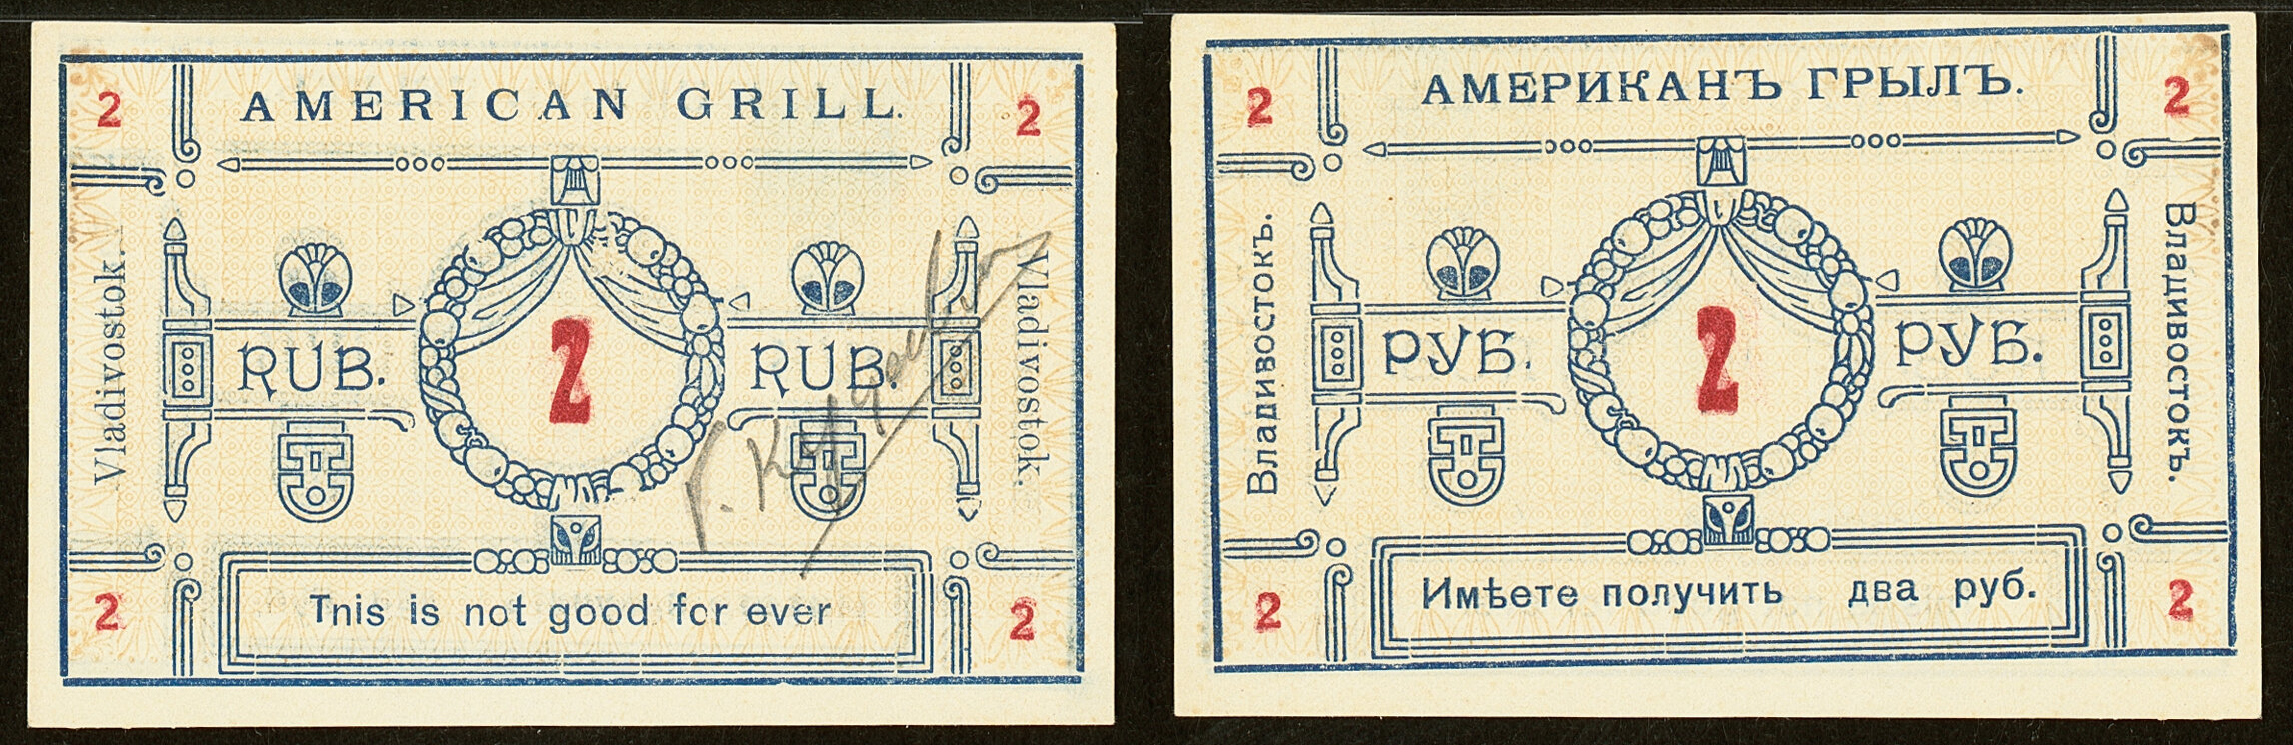 2
AMERICAN GRILL.
2
Vladivostok.
RUB.
2
RUB.
Vladivostok.
2
Tnis is not good for ever
2
2
АМЕРИКАНЪ ГРЫЛЪ.
2
Владивостокъ.
РУБ.
2
РУБ.
Владивостокъ.
2
Имѣете получить два руб.
2